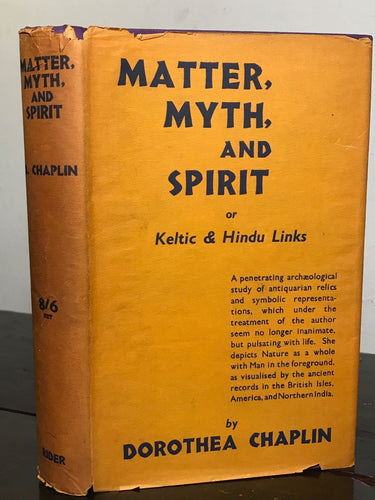 MATTER,
MYTH,
AND
SPIRIT
CHAPLIN
8/6
NET
RIDER
MATTER,
MYTH,
AND
SPIRIT
or
Keltic & Hindu Links
A penetrating archæological
study of antiquarian relics
and symbolic representa-
tions, which under the
treatment of the author
seem no longer inanimate,
but pulsating with life. She
depicts Nature as a whole
with Man in the foreground,
as visualised by the ancient
records in the British Isles,
America, and Northern India.
by
DOROTHEA CHAPLIN